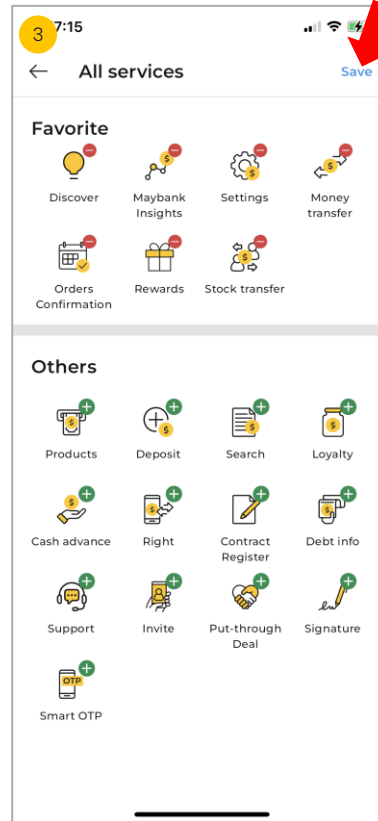 3
7:15
← All services
Save
Favorite
Discover
Maybank
Insights
Settings
Money
transfer
Orders
Confirmation
Rewards
Stock transfer
Others
Products
Deposit
Search
Loyalty
Cash advance
Right
Contract
Register
Debt info
Support
Invite
Put-through
Deal
Signature
OTP
Smart OTP